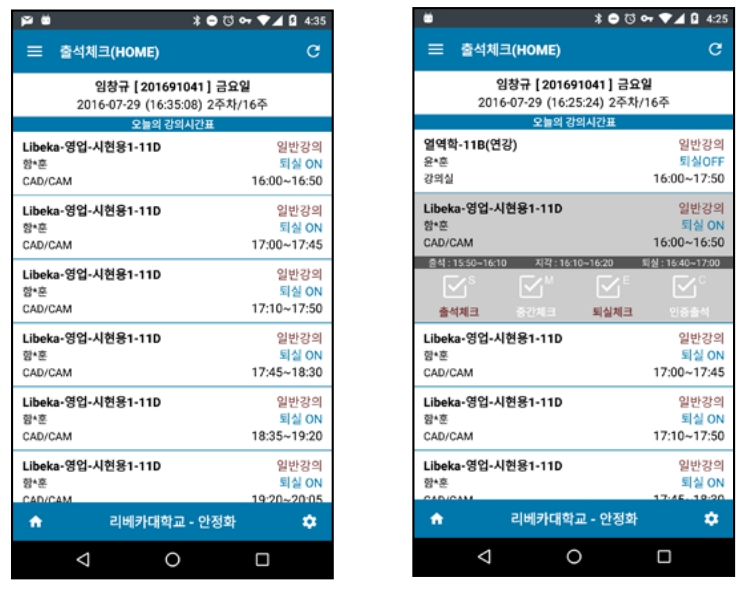 4:35
출석체크(HOME)
임창규 [ 201691041 ] 금요일
2016-07-29 (16:35:08) 2주차/16주
오늘의 강의시간표
Libeka-영업-시현용1-11D 일반강의
함*훈 퇴실 ON
CAD/CAM 16:00~16:50
Libeka-영업-시현용1-11D 일반강의
함*훈 퇴실 ON
CAD/CAM 17:00~17:45
Libeka-영업-시현용1-11D 일반강의
함*훈 퇴실 ON
CAD/CAM 17:10~17:50
Libeka-영업-시현용1-11D 일반강의
함*훈 퇴실 ON
CAD/CAM 17:45~18:30
Libeka-영업-시현용1-11D 일반강의
함*훈 퇴실 ON
CAD/CAM 18:35~19:20
Libeka-영업-시현용1-11D 일반강의
함*훈 퇴실 ON
CAD/CAM 19:20~20:05
리베카대학교 - 안정화
4:25
출석체크(HOME)
임창규 [ 201691041 ] 금요일
2016-07-29 (16:25:24) 2주차/16주
오늘의 강의시간표
열역학-11B(연강) 일반강의
윤*훈 퇴실OFF
강의실 16:00~17:50
Libeka-영업-시현용1-11D 일반강의
함*훈 퇴실 ON
CAD/CAM 16:00~16:50
출석 : 15:50~16:10 지각 : 16:10~16:20 퇴실 : 16:40~17:00
S M E C
출석체크 중간체크 퇴실체크 인증출석
Libeka-영업-시현용1-11D 일반강의
함*훈 퇴실 ON
CAD/CAM 17:00~17:45
Libeka-영업-시현용1-11D 일반강의
함*훈 퇴실 ON
CAD/CAM 17:10~17:50
Libeka-영업-시현용1-11D 일반강의
함*훈 퇴실 ON
CAD/CAM 17:45~18:30
리베카대학교 - 안정화